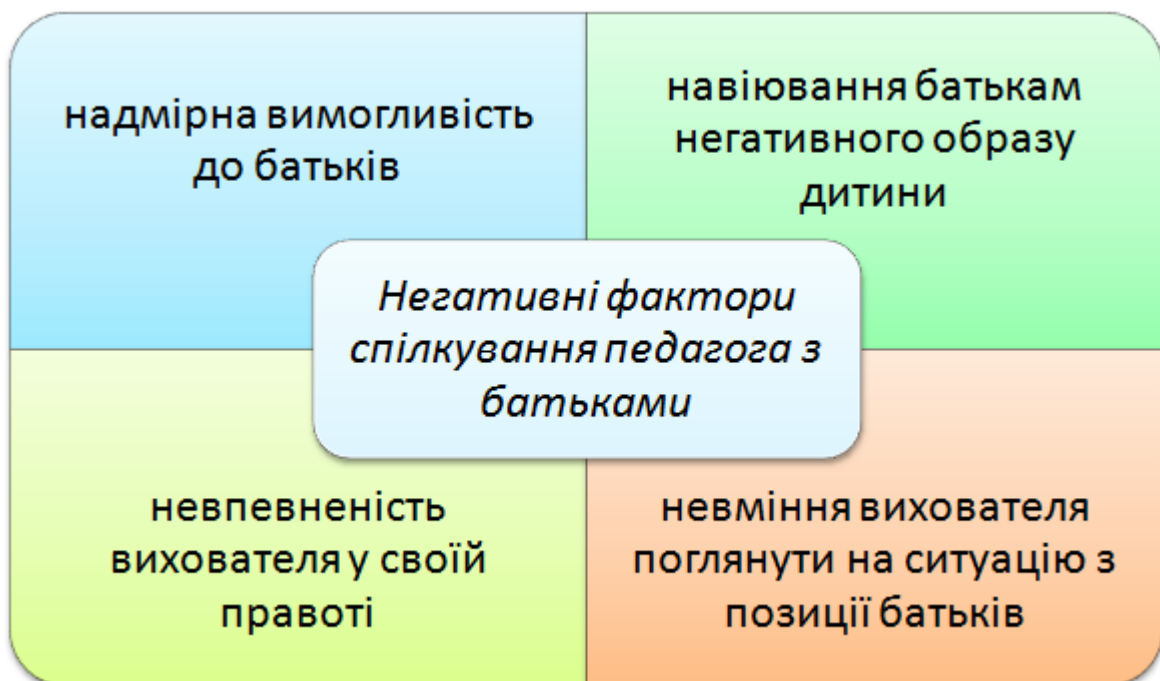 надмірна вимогливість
до батьків
навіювання батькам
негативного образу
дитини
Негативні фактори
спілкування педагога з
батьками
невпевненість
вихователя у своїй
правоті
невміння вихователя
поглянути на ситуацію з
позиції батьків